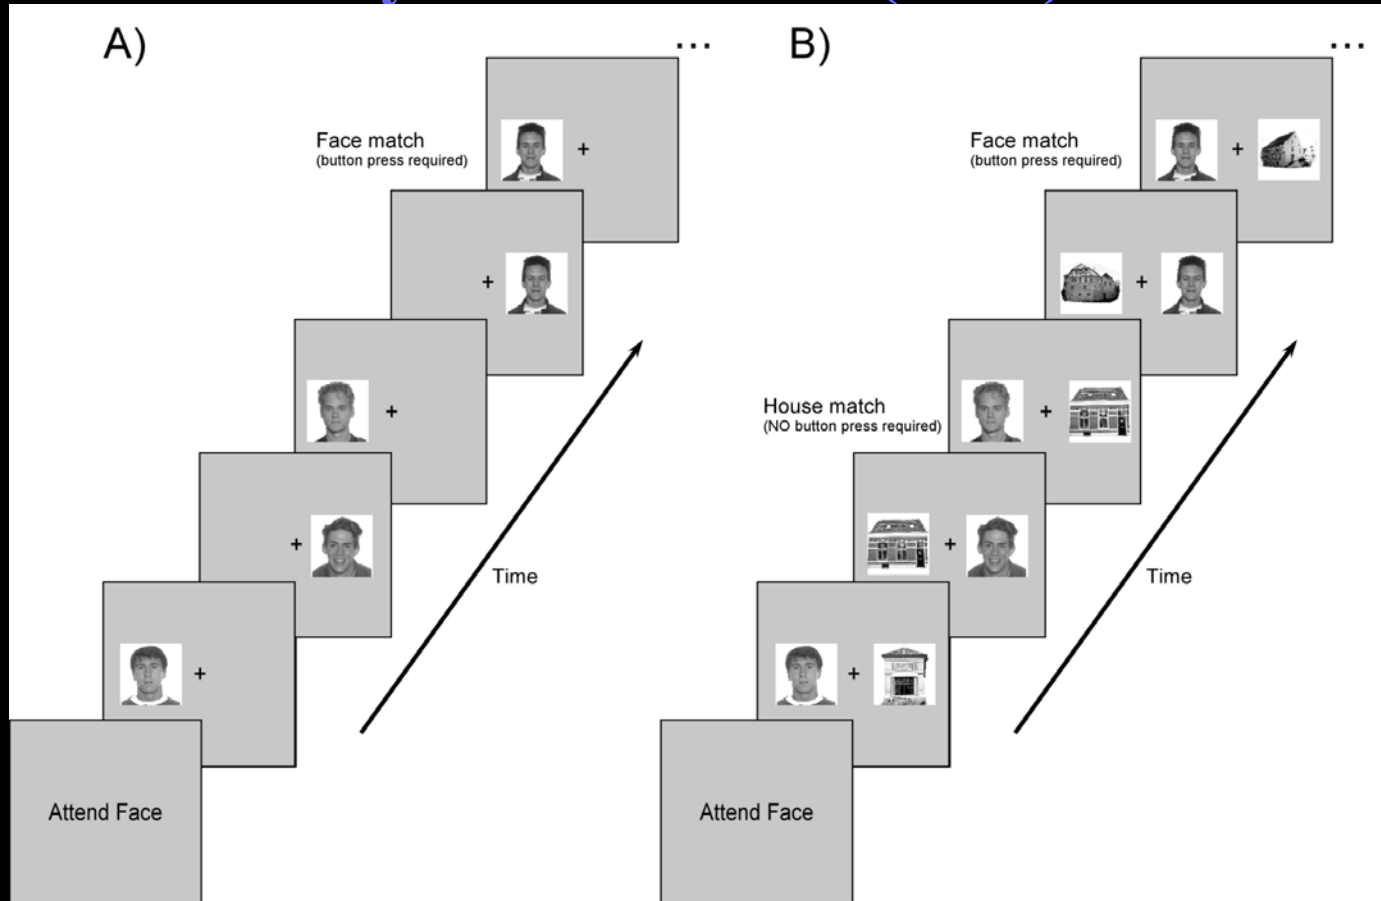 A)
...
Face match
(button press required)
+
+
+
+
+
Time
Attend Face
B)
...
Face match
(button press required)
+
+
House match
(NO button press required)
+
+
+
Time
Attend Face